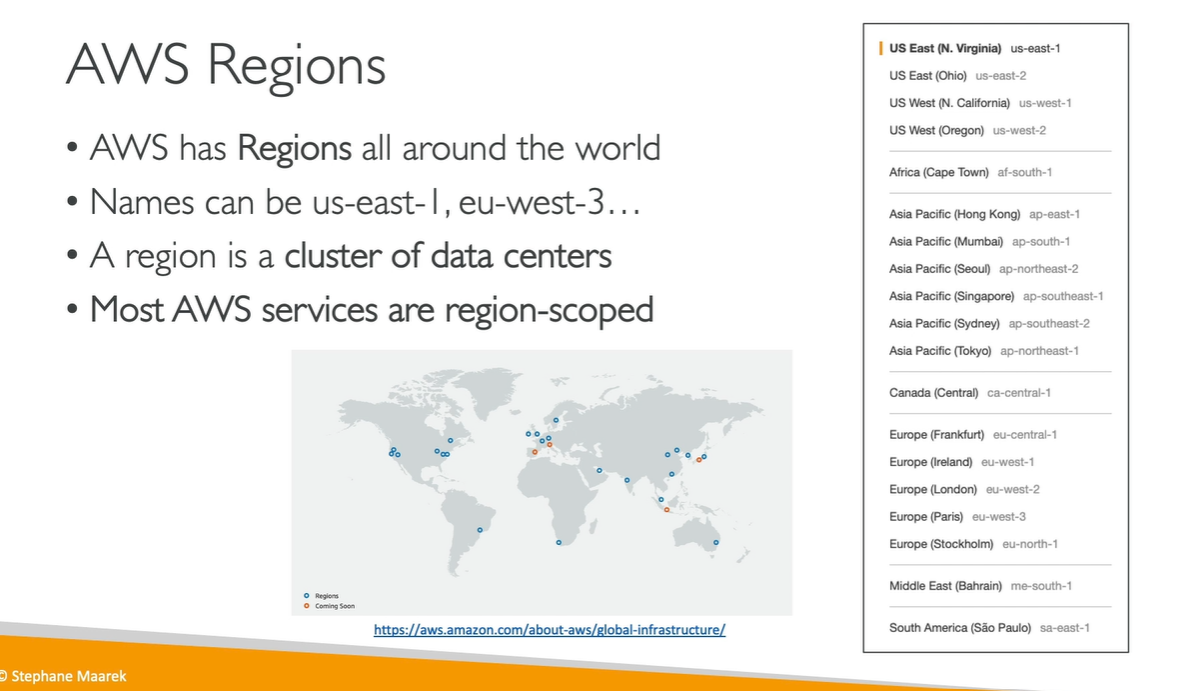 AWS Regions
• AWS has Regions all around the world
• Names can be us-east-1, eu-west-3…
• A region is a cluster of data centers
• Most AWS services are region-scoped
Regions
Coming Soon
https://aws.amazon.com/about-aws/global-infrastructure/
US East (N. Virginia) us-east-1
US East (Ohio) us-east-2
US West (N. California) us-west-1
US West (Oregon) us-west-2
Africa (Cape Town) af-south-1
Asia Pacific (Hong Kong) ap-east-1
Asia Pacific (Mumbai) ap-south-1
Asia Pacific (Seoul) ap-northeast-2
Asia Pacific (Singapore) ap-southeast-1
Asia Pacific (Sydney) ap-southeast-2
Asia Pacific (Tokyo) ap-northeast-1
Canada (Central) ca-central-1
Europe (Frankfurt) eu-central-1
Europe (Ireland) eu-west-1
Europe (London) eu-west-2
Europe (Paris) eu-west-3
Europe (Stockholm) eu-north-1
Middle East (Bahrain) me-south-1
South America (São Paulo) sa-east-1
© Stephane Maarek